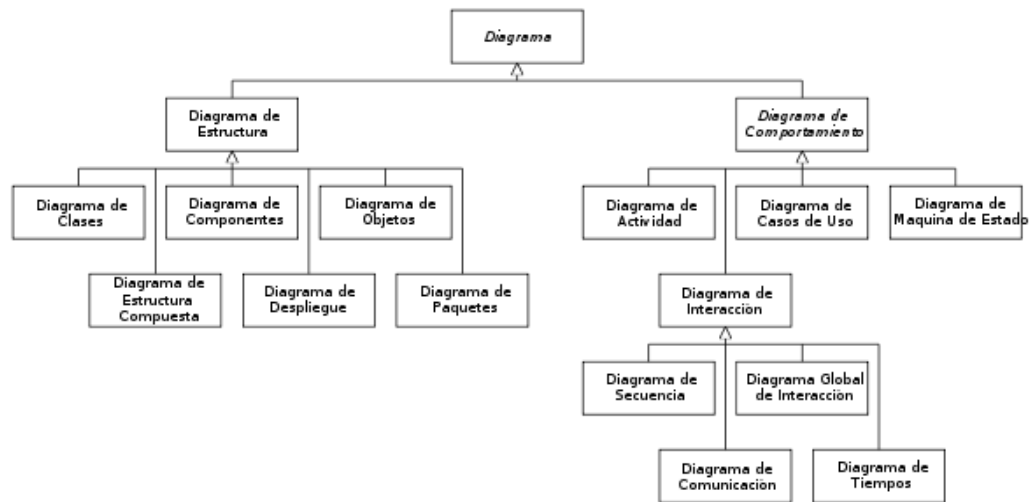 Diagrama
Diagrama de
Estructura
Diagrama de
Comportamiento
Diagrama de
Clases
Diagrama de
Componentes
Diagrama de
Objetos
Diagrama de
Actividad
Diagrama de
Casos de Uso
Diagrama de
Maquina de Estado
Diagrama de
Estructura
Compuesta
Diagrama de
Despliegue
Diagrama de
Paquetes
Diagrama de
Interacción
Diagrama de
Secuencia
Diagrama Global
de Interacción
Diagrama de
Comunicación
Diagrama de
Tiempos